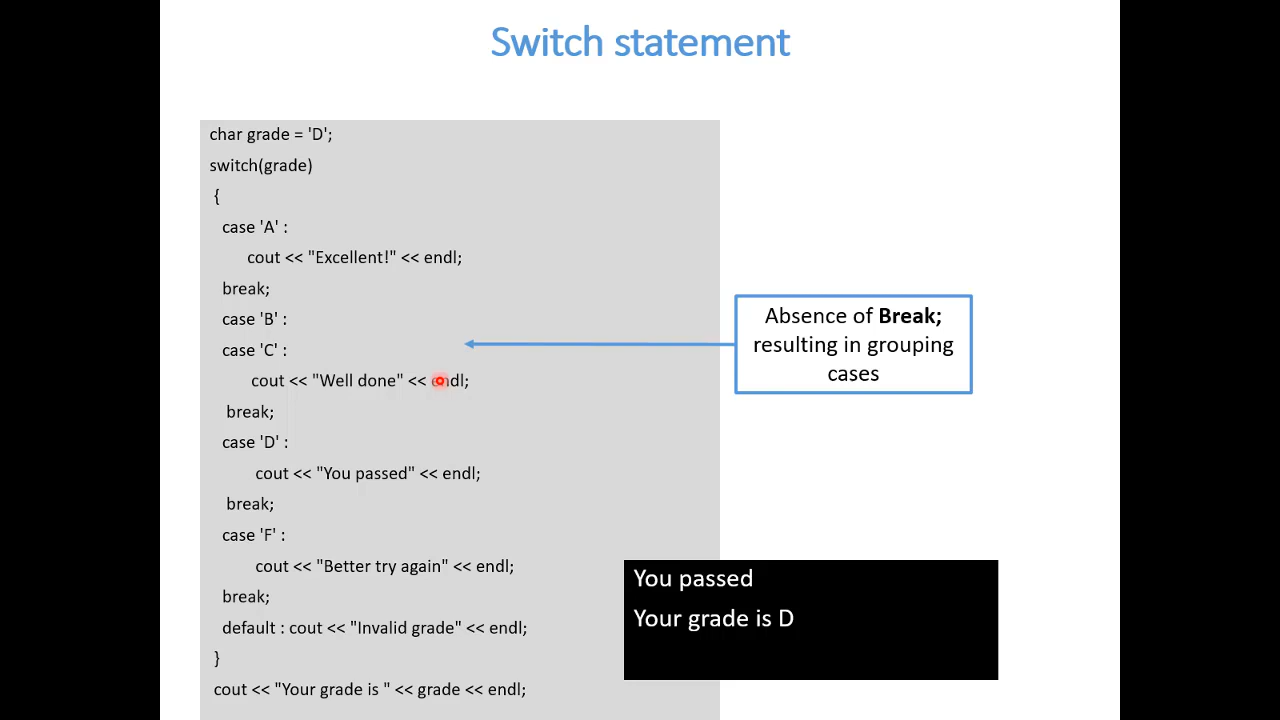 Switch statement
char grade = 'D';
switch(grade)
{
case 'A' :
cout << "Excellent!" << endl;
break;
case 'B' :
case 'C' :
cout << "Well done" << endl;
break;
case 'D' :
cout << "You passed" << endl;
break;
case 'F' :
cout << "Better try again" << endl;
break;
default : cout << "Invalid grade" << endl;
}
cout << "Your grade is " << grade << endl;
Absence of Break;
resulting in grouping
cases
You passed
Your grade is D